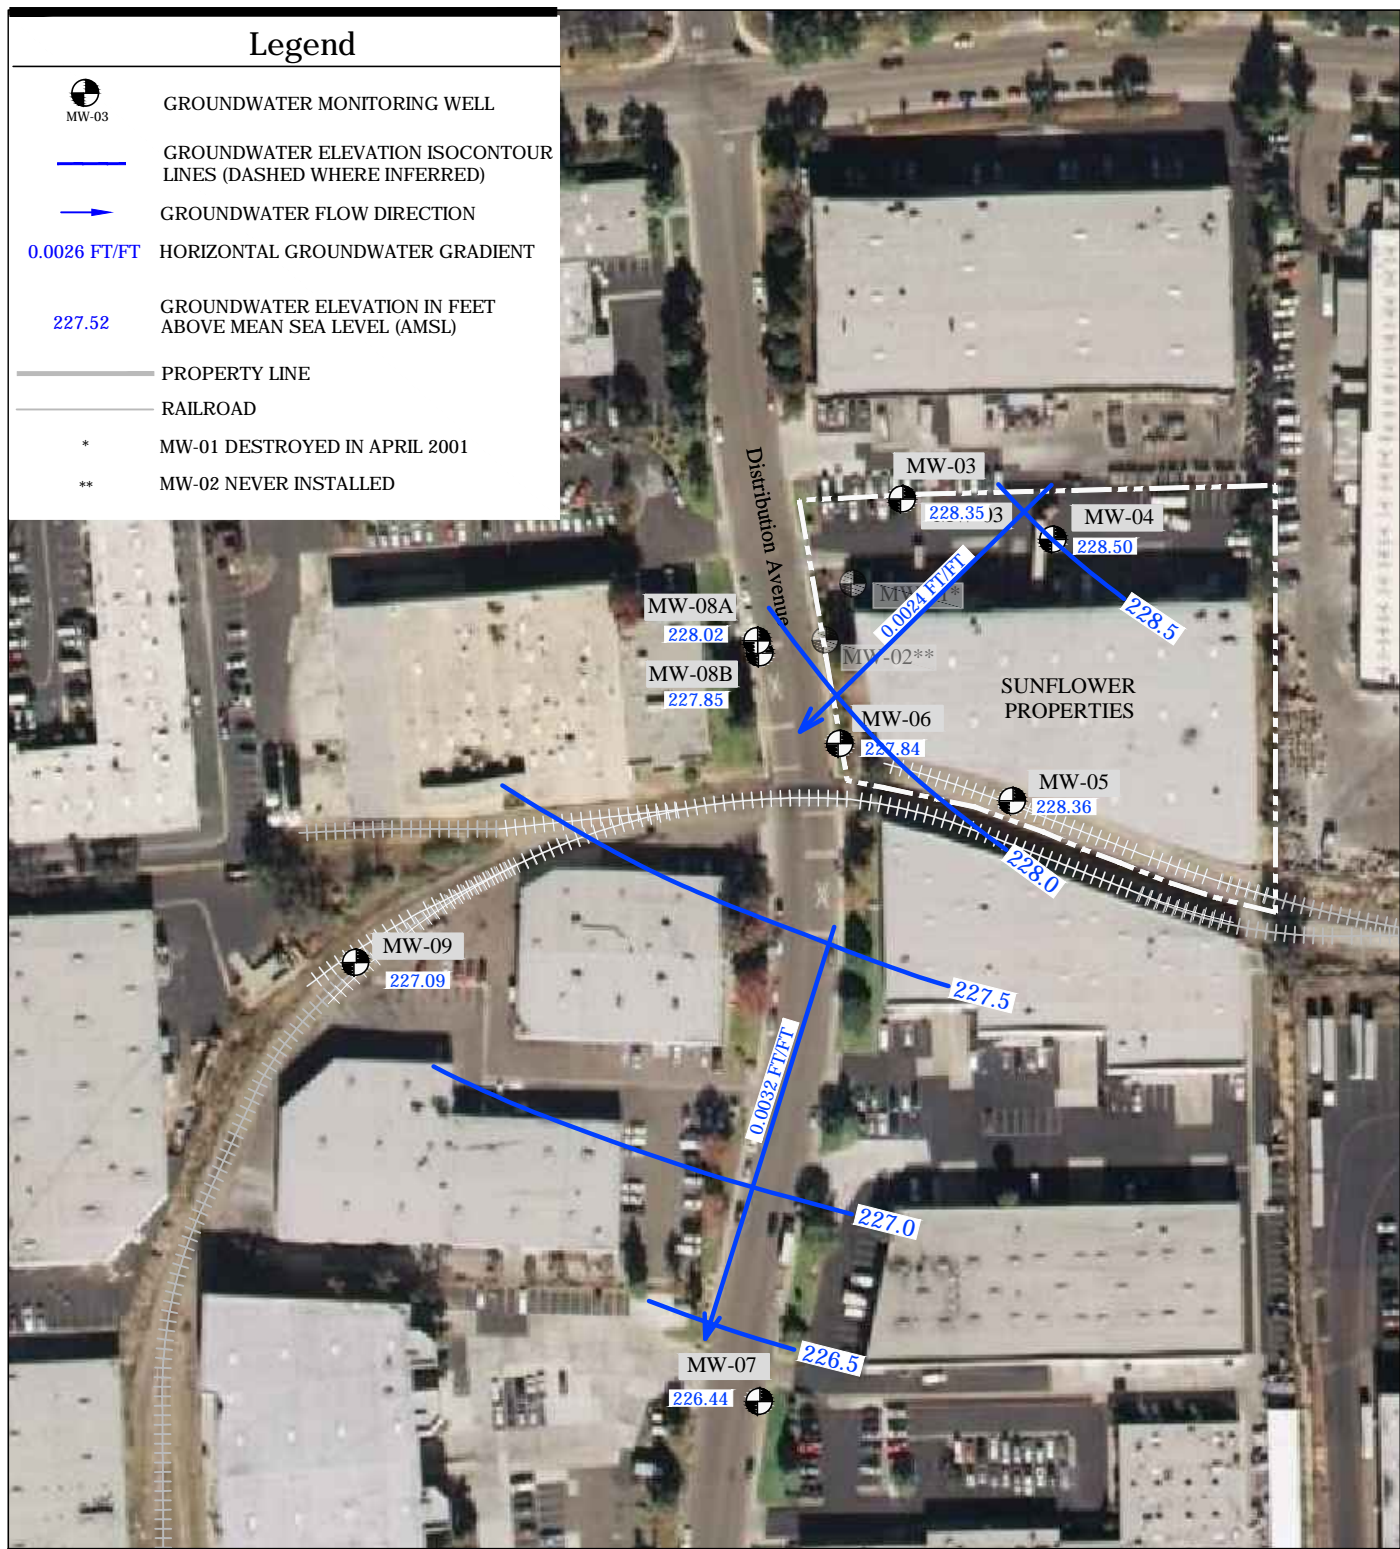 Legend
MW-03
GROUNDWATER MONITORING WELL
GROUNDWATER ELEVATION ISOCONTOUR
LINES (DASHED WHERE INFERRED)
GROUNDWATER FLOW DIRECTION
0.0026 FT/FT HORIZONTAL GROUNDWATER GRADIENT
227.52
GROUNDWATER ELEVATION IN FEET
ABOVE MEAN SEA LEVEL (AMSL)
PROPERTY LINE
RAILROAD
* MW-01 DESTROYED IN APRIL 2001
** MW-02 NEVER INSTALLED
Distribution Avenue
MW-03
228.35
MW-04
228.50
228.5
0.0024 FT/FT
MW-02**
MW-08A
228.02
MW-08B
227.85
SUNFLOWER
PROPERTIES
MW-06
227.84
MW-05
228.36
228.0
MW-09
227.09
227.5
0.0032 FT/FT
227.0
226.5
MW-07
226.44